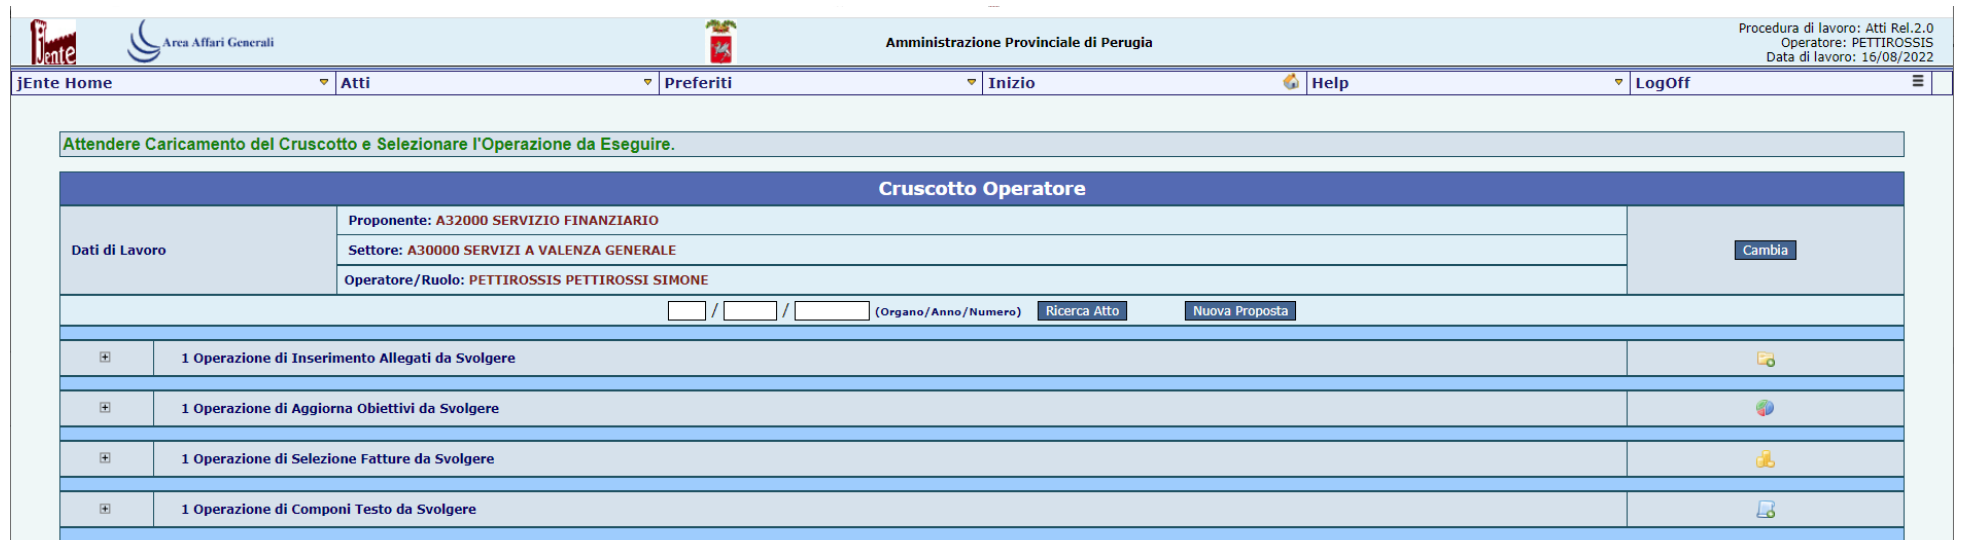 jente
Area Affari Generali
Amministrazione Provinciale di Perugia
Procedura di lavoro: Atti Rel.2.0
Operatore: PETTIROSSIS
Data di lavoro: 16/08/2022
jEnte Home
Atti
Preferiti
Inizio
Help
LogOff
Attendere Caricamento del Cruscotto e Selezionare l'Operazione da Eseguire.
Cruscotto Operatore
Dati di Lavoro
Proponente: A32000 SERVIZIO FINANZIARIO
Settore: A30000 SERVIZI A VALENZA GENERALE
Operatore/Ruolo: PETTIROSSIS PETTIROSSI SIMONE
Cambia
/ / (Organo/Anno/Numero) Ricerca Atto Nuova Proposta
1 Operazione di Inserimento Allegati da Svolgere
1 Operazione di Aggiorna Obiettivi da Svolgere
1 Operazione di Selezione Fatture da Svolgere
1 Operazione di Componi Testo da Svolgere